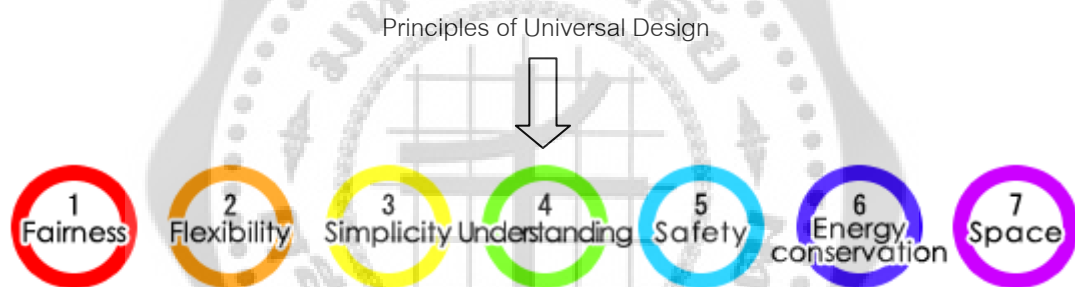 Principles of Universal Design
1
Fairness
2
Flexibility
3
Simplicity
4
Understanding
5
Safety
6
Energy
conservation
7
Space